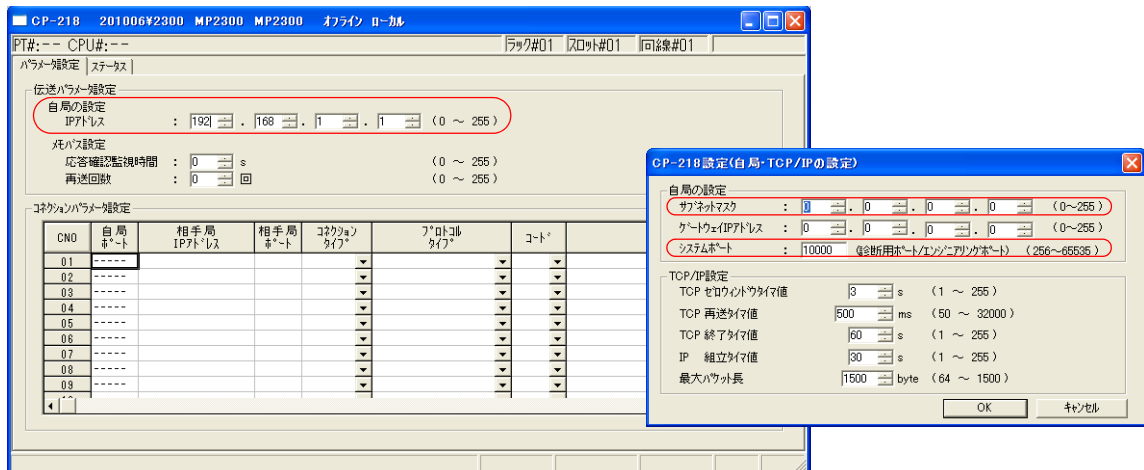 CP-218 201006¥2300 MP2300 MP2300 オフライン ローカル
PT#:-- CPU#:--
ラック#01 スロット#01 回線#01
パラメータ設定 ステータス
伝送パラメータ設定
自局の設定
IPアドレス : 192 . 168 . 1 . 1 (0 ~ 255)
メモバス設定
応答確認監視時間 : 0 s (0 ~ 255)
再送回数 : 0 回 (0 ~ 255)
コネクションパラメータ設定
CNO 自局ポート 相手局IPアドレス 相手局ポート コネクションタイプ プロトコルタイプ コード
01 -----
02 -----
03 -----
04 -----
05 -----
06 -----
07 -----
08 -----
09 -----
CP-218設定(自局・TCP/IPの設定)
自局の設定
サブネットマスク : 0 . 0 . 0 . 0 (0~255)
ゲートウェイIPアドレス : 0 . 0 . 0 . 0 (0~255)
システムポート : 10000 (診断用ポート/エンジニアリングポート) (256~65535)
TCP/IP設定
TCP ゼロウィンドウタイマ値 3 s (1 ~ 255)
TCP 再送タイマ値 500 ms (50 ~ 32000)
TCP 終了タイマ値 60 s (1 ~ 255)
IP 組立タイマ値 30 s (1 ~ 255)
最大パケット長 1500 byte (64 ~ 1500)
OK キャンセル